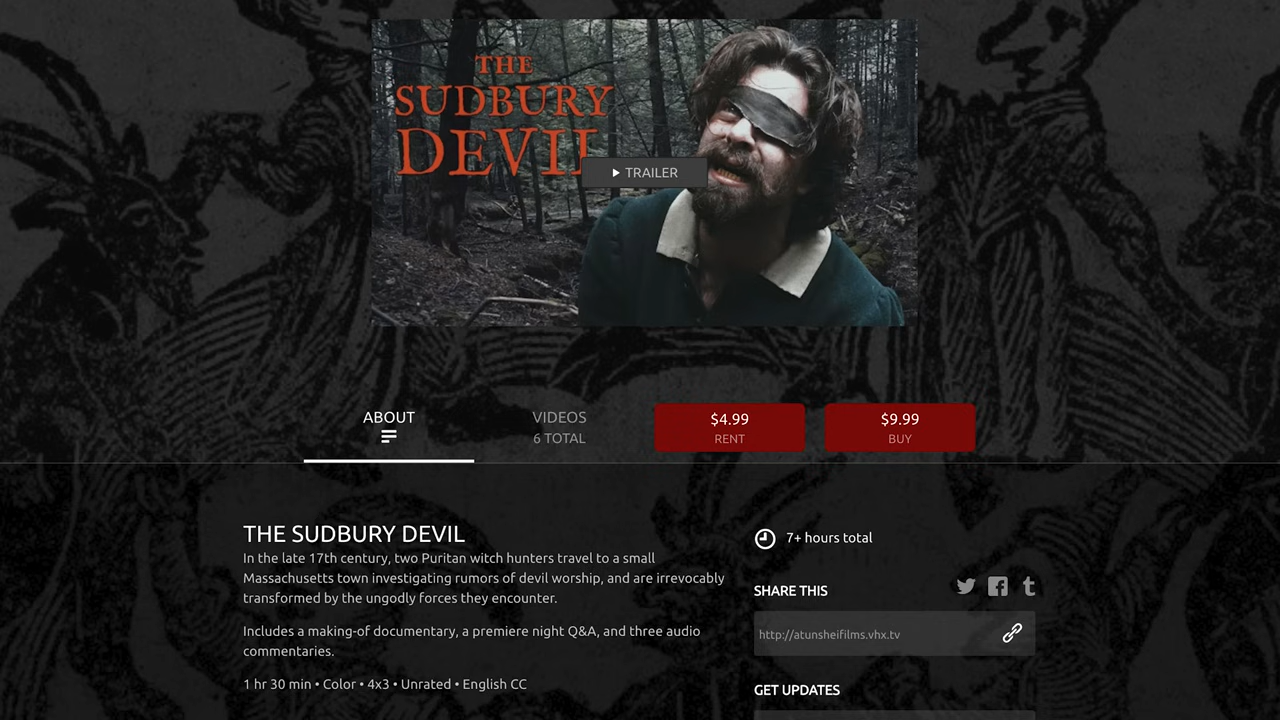 THE
SUDBURY
DEVIL
TRAILER
ABOUT
VIDEOS
6 TOTAL
$4.99
RENT
$9.99
BUY
THE SUDBURY DEVIL
In the late 17th century, two Puritan witch hunters travel to a small
Massachusetts town investigating rumors of devil worship, and are irrevocably
transformed by the ungodly forces they encounter.
Includes a making-of documentary, a premiere night Q&A, and three audio
commentaries.
1 hr 30 min • Color • 4x3 • Unrated • English CC
7+ hours total
SHARE THIS
http://atunsheifilms.vhx.tv
GET UPDATES